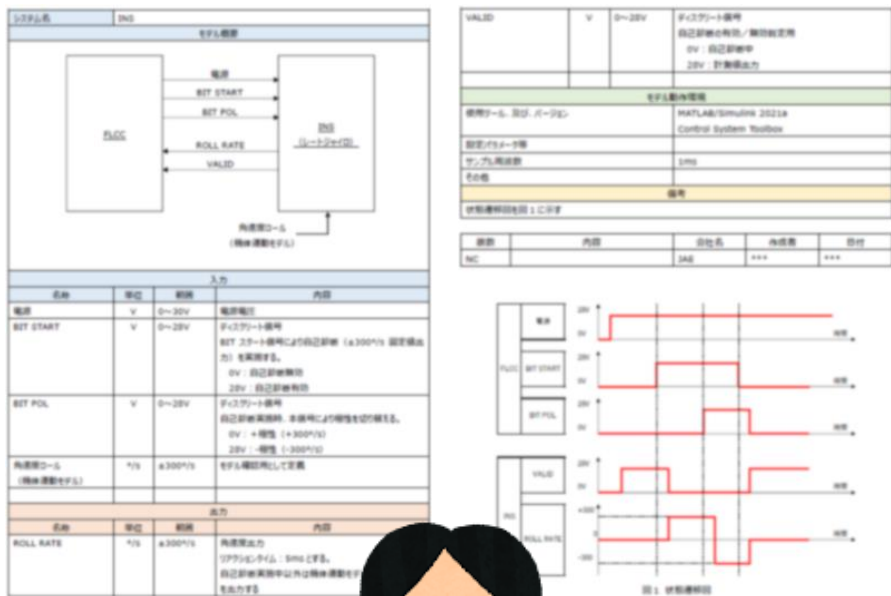 システム名 INS
モデル概要
電源
BIT START
BIT POL
FLCC
INS
(レートジャイロ)
ROLL RATE
VALID
角速度ロール
(機体運動モデル)
入力
名称 単位 範囲 内容
電源 V 0～30V 電源電圧
BIT START V 0～28V ディスクリート信号
BIT スタート信号により自己診断（±300°/s 固定値出
力）を実施する。
0V：自己診断無効
28V：自己診断有効
BIT POL V 0～28V ディスクリート信号
自己診断実施時、本信号により極性を切り替える。
0V：+極性（+300°/s）
28V：-極性（-300°/s）
角速度ロール °/s ±300°/s モデル確認用として定義
(機体運動モデル)
出力
名称 単位 範囲 内容
ROLL RATE °/s ±300°/s 角速度出力
リアクションタイム：5ms とする。
自己診断実施中以外は機体運動モデ
を出力する
VALID V 0～28V ディスクリート信号
自己診断の有効／無効判定用
0V：自己診断中
28V：計測値出力
モデル動作環境
使用ツール、及び、バージョン MATLAB/Simulink 2021a
Control System Toolbox
設定パラメータ等
サンプル周波数 1ms
その他
備考
状態遷移図を図 1 に示す
版数 内容 会社名 作成者 日付
NC JAE *** ***
FLCC
電源 28V 0V 時間
BIT START 28V 0V 時間
BIT POL 28V 0V 時間
INS
VALID 28V 0V 時間
ROLL RATE +300 0 -300 時間
図 1 状態遷移図